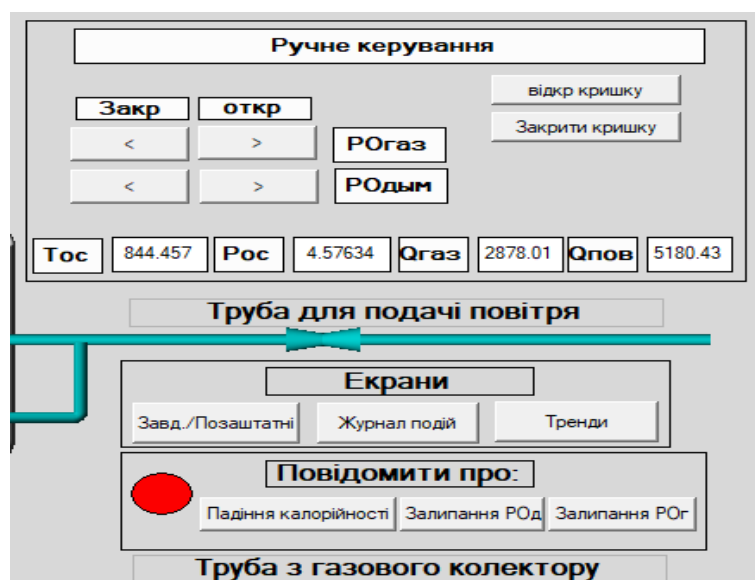 Ручне керування
відкр кришку
Закр откр
Закрити кришку
< > РОгаз
< > РОдым
Тос 844.457 Рос 4.57634 Qгаз 2878.01 Qпов 5180.43
Труба для подачі повітря
Екрани
Завд./Позаштатні Журнал подій Тренди
Повідомити про:
Падіння калорійності Залипання РОд Залипання РОг
Труба з газового колектору